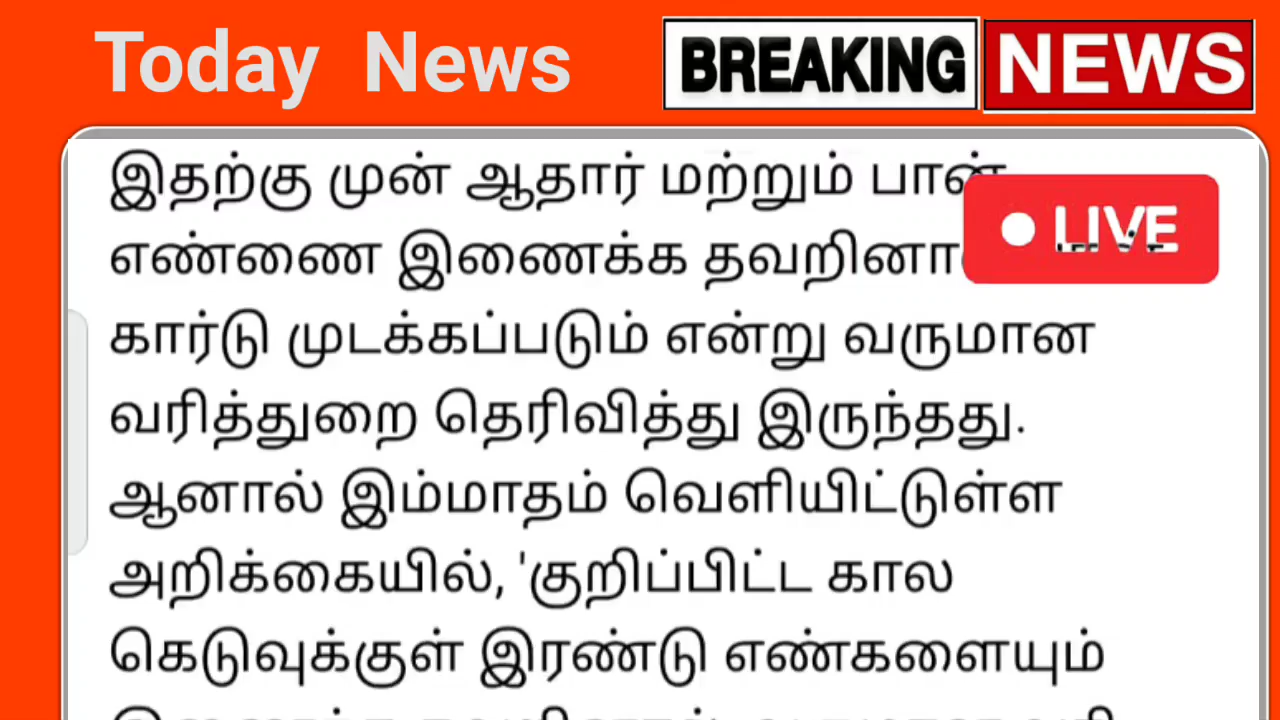 Today News
BREAKING NEWS
இதற்கு முன் ஆதார் மற்றும் பான்
LIVE
எண்ணை இணைக்க
கார்டு முடக்கப்படும் என்று வருமான
வரித்துறை தெரிவித்து இருந்தது.
ஆனால் இம்மாதம் வெளியிட்டுள்ள
அறிக்கையில், 'குறிப்பிட்ட கால
கெடுவுக்குள் இரண்டு எண்களையும்